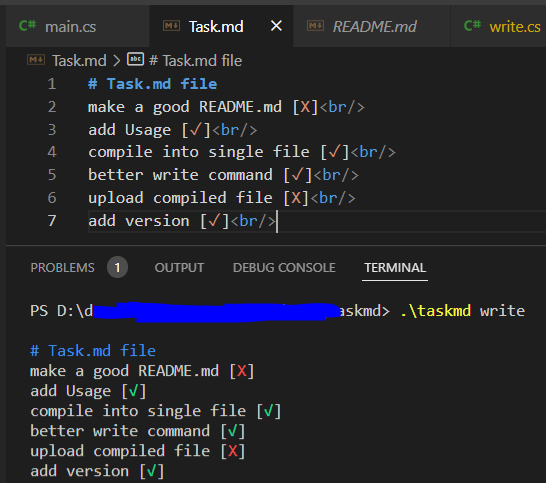 main.cs Task.md README.md write.cs
Task.md > # Task.md file
1 # Task.md file
2 make a good README.md [X]<br/>
3 add Usage [✓]<br/>
4 compile into single file [✓]<br/>
5 better write command [✓]<br/>
6 upload compiled file [X]<br/>
7 add version [✓]<br/>
PROBLEMS 1 OUTPUT DEBUG CONSOLE TERMINAL
PS D:\d askmd> .\taskmd write
# Task.md file
make a good README.md [X]
add Usage [√]
compile into single file [√]
better write command [√]
upload compiled file [X]
add version [√]